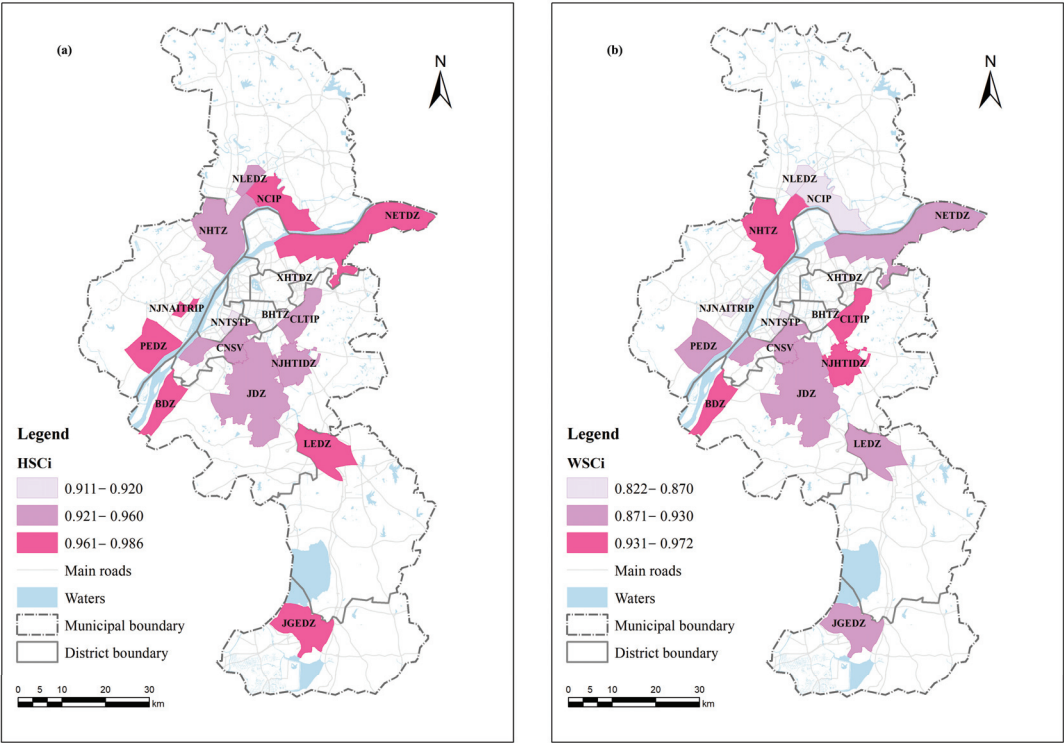 (a)
N
NLEDZ
NCIP
NETDZ
NHTZ
XHTDZ
NJNAITRIP
BHTZ
NNTSTP
CLTIP
PEDZ
CNSV
NJHTIDZ
JDZ
BDZ
LEDZ
JGEDZ
Legend
HSCi
0.911– 0.920
0.921– 0.960
0.961– 0.986
Main roads
Waters
Municipal boundary
District boundary
0 5 10 20 30
km
(b)
N
NLEDZ
NCIP
NETDZ
NHTZ
XHTDZ
NJNAITRIP
BHTZ
NNTSTP
CLTIP
PEDZ
CNSV
NJHTIDZ
JDZ
BDZ
LEDZ
JGEDZ
Legend
WSCi
0.822– 0.870
0.871– 0.930
0.931– 0.972
Main roads
Waters
Municipal boundary
District boundary
0 5 10 20 30
km